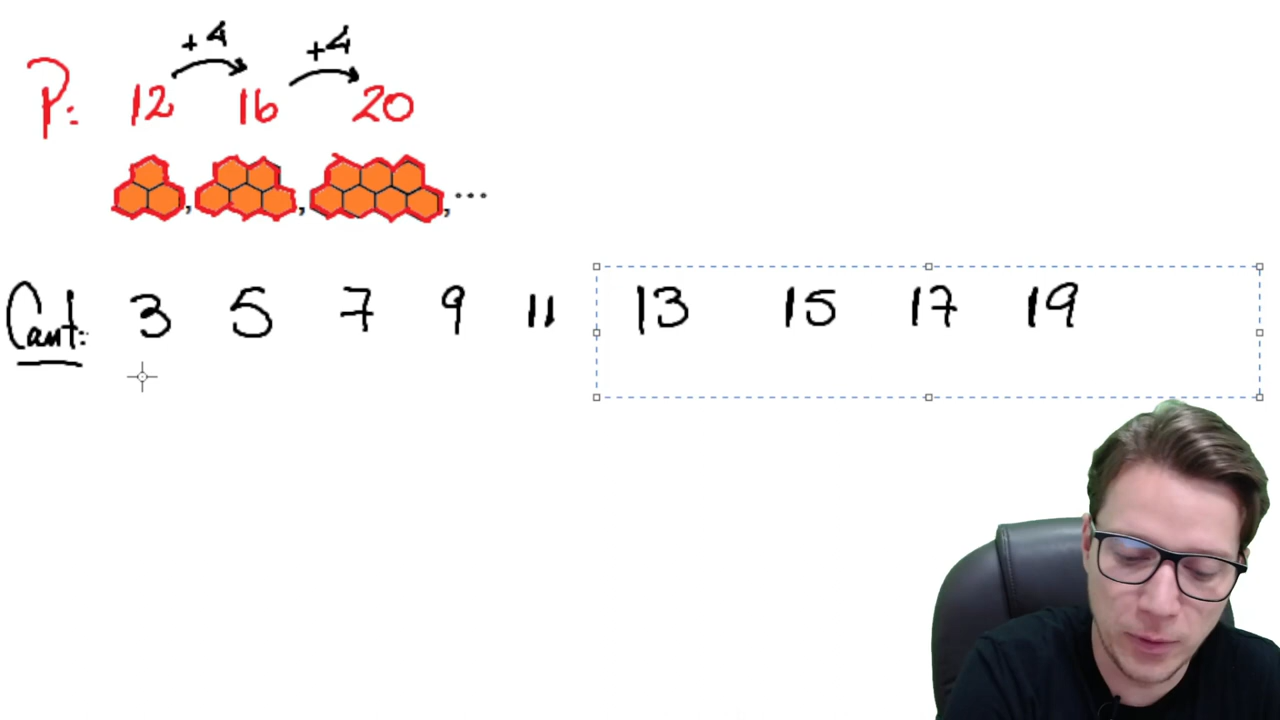 +4 +4
P: 12 16 20
, , , ...
Cant: 3 5 7 9 11 13 15 17 19